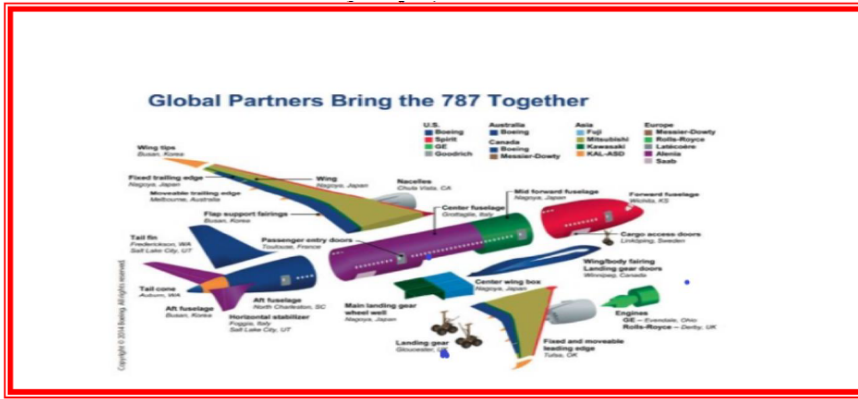 Global Partners Bring the 787 Together
U.S.
Boeing
Spirit
GE
Goodrich
Australia
Boeing
Canada
Boeing
Messier-Dowty
Asia
Fuji
Mitsubishi
Kawasaki
KAL-ASD
Europe
Messier-Dowty
Rolls-Royce
Latécoère
Alenia
Saab
Wing tips
Busan, Korea
Fixed trailing edge
Nagoya, Japan
Moveable trailing edge
Melbourne, Australia
Wing
Nagoya, Japan
Flap support fairings
Busan, Korea
Nacelles
Chula Vista, CA
Center fuselage
Grottaglie, Italy
Mid forward fuselage
Nagoya, Japan
Forward fuselage
Wichita, KS
Tail fin
Frederickson, WA
Salt Lake City, UT
Passenger entry doors
Toulouse, France
Cargo access doors
Linköping, Sweden
Wing/body fairing
Landing gear doors
Winnipeg, Canada
Tail cone
Auburn, WA
Aft fuselage
Busan, Korea
Aft fuselage
North Charleston, SC
Horizontal stabilizer
Foggia, Italy
Salt Lake City, UT
Main landing gear
wheel well
Nagoya, Japan
Center wing box
Nagoya, Japan
Landing gear
Gloucester,
Fixed and moveable
leading edge
Tulsa, OK
Engines
GE – Evendale, Ohio
Rolls-Royce – Derby, UK
Copyright © 2014 Boeing. All rights reserved.